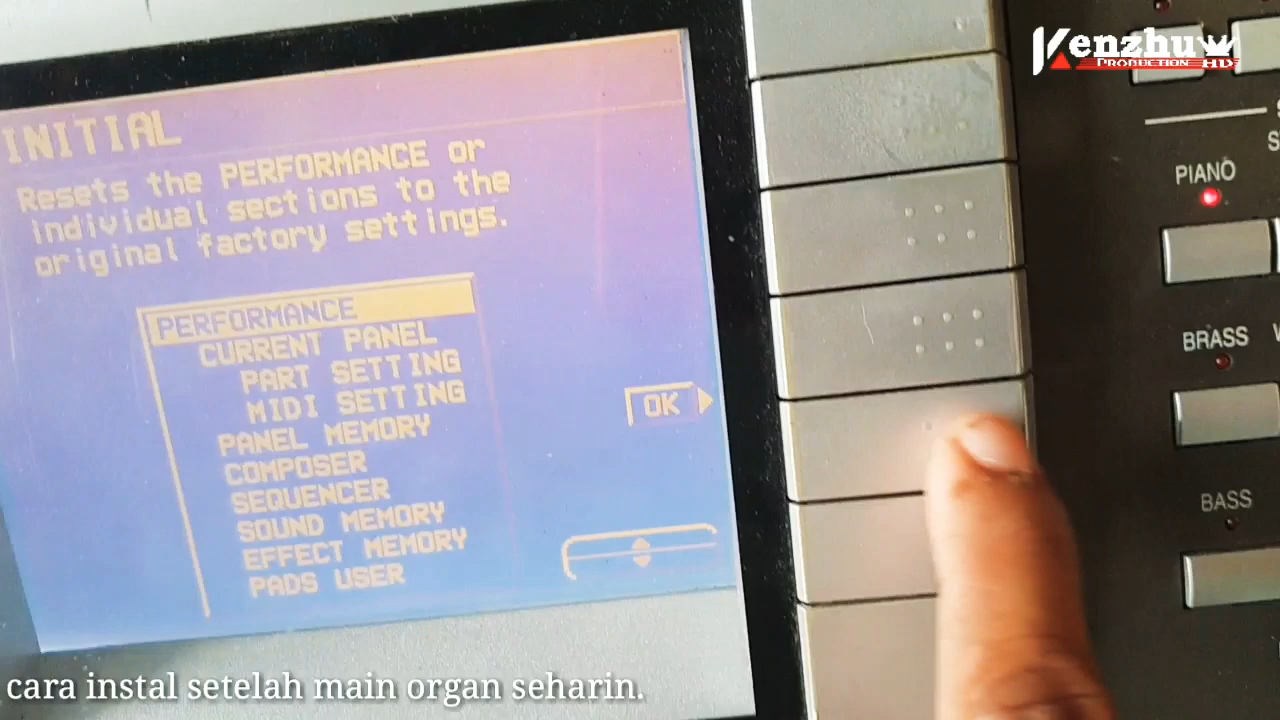 Kenzhu
PRODUCTION HD
INITIAL
Resets the PERFORMANCE or
individual sections to the
original factory settings.
PERFORMANCE
CURRENT PANEL
PART SETTING
MIDI SETTING
PANEL MEMORY
COMPOSER
SEQUENCER
SOUND MEMORY
EFFECT MEMORY
PADS USER
OK
PIANO
BRASS
BASS
cara instal setelah main organ seharin.